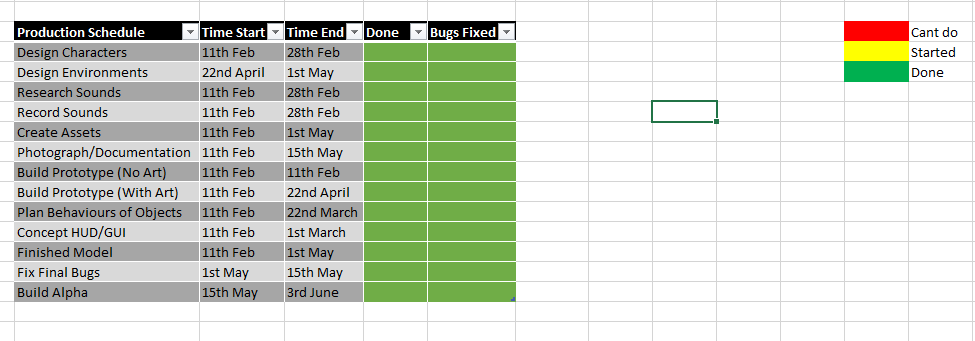 Production Schedule Time Start Time End Done Bugs Fixed Cant do
Design Characters 11th Feb 28th Feb Started
Design Environments 22nd April 1st May Done
Research Sounds 11th Feb 28th Feb
Record Sounds 11th Feb 28th Feb
Create Assets 11th Feb 1st May
Photograph/Documentation 11th Feb 15th May
Build Prototype (No Art) 11th Feb 11th Feb
Build Prototype (With Art) 11th Feb 22nd April
Plan Behaviours of Objects 11th Feb 22nd March
Concept HUD/GUI 11th Feb 1st March
Finished Model 11th Feb 1st May
Fix Final Bugs 1st May 15th May
Build Alpha 15th May 3rd June